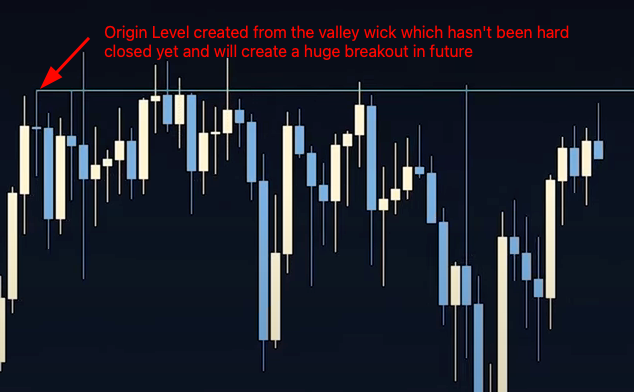 Origin Level created from the valley wick which hasn't been hard
closed yet and will create a huge breakout in future